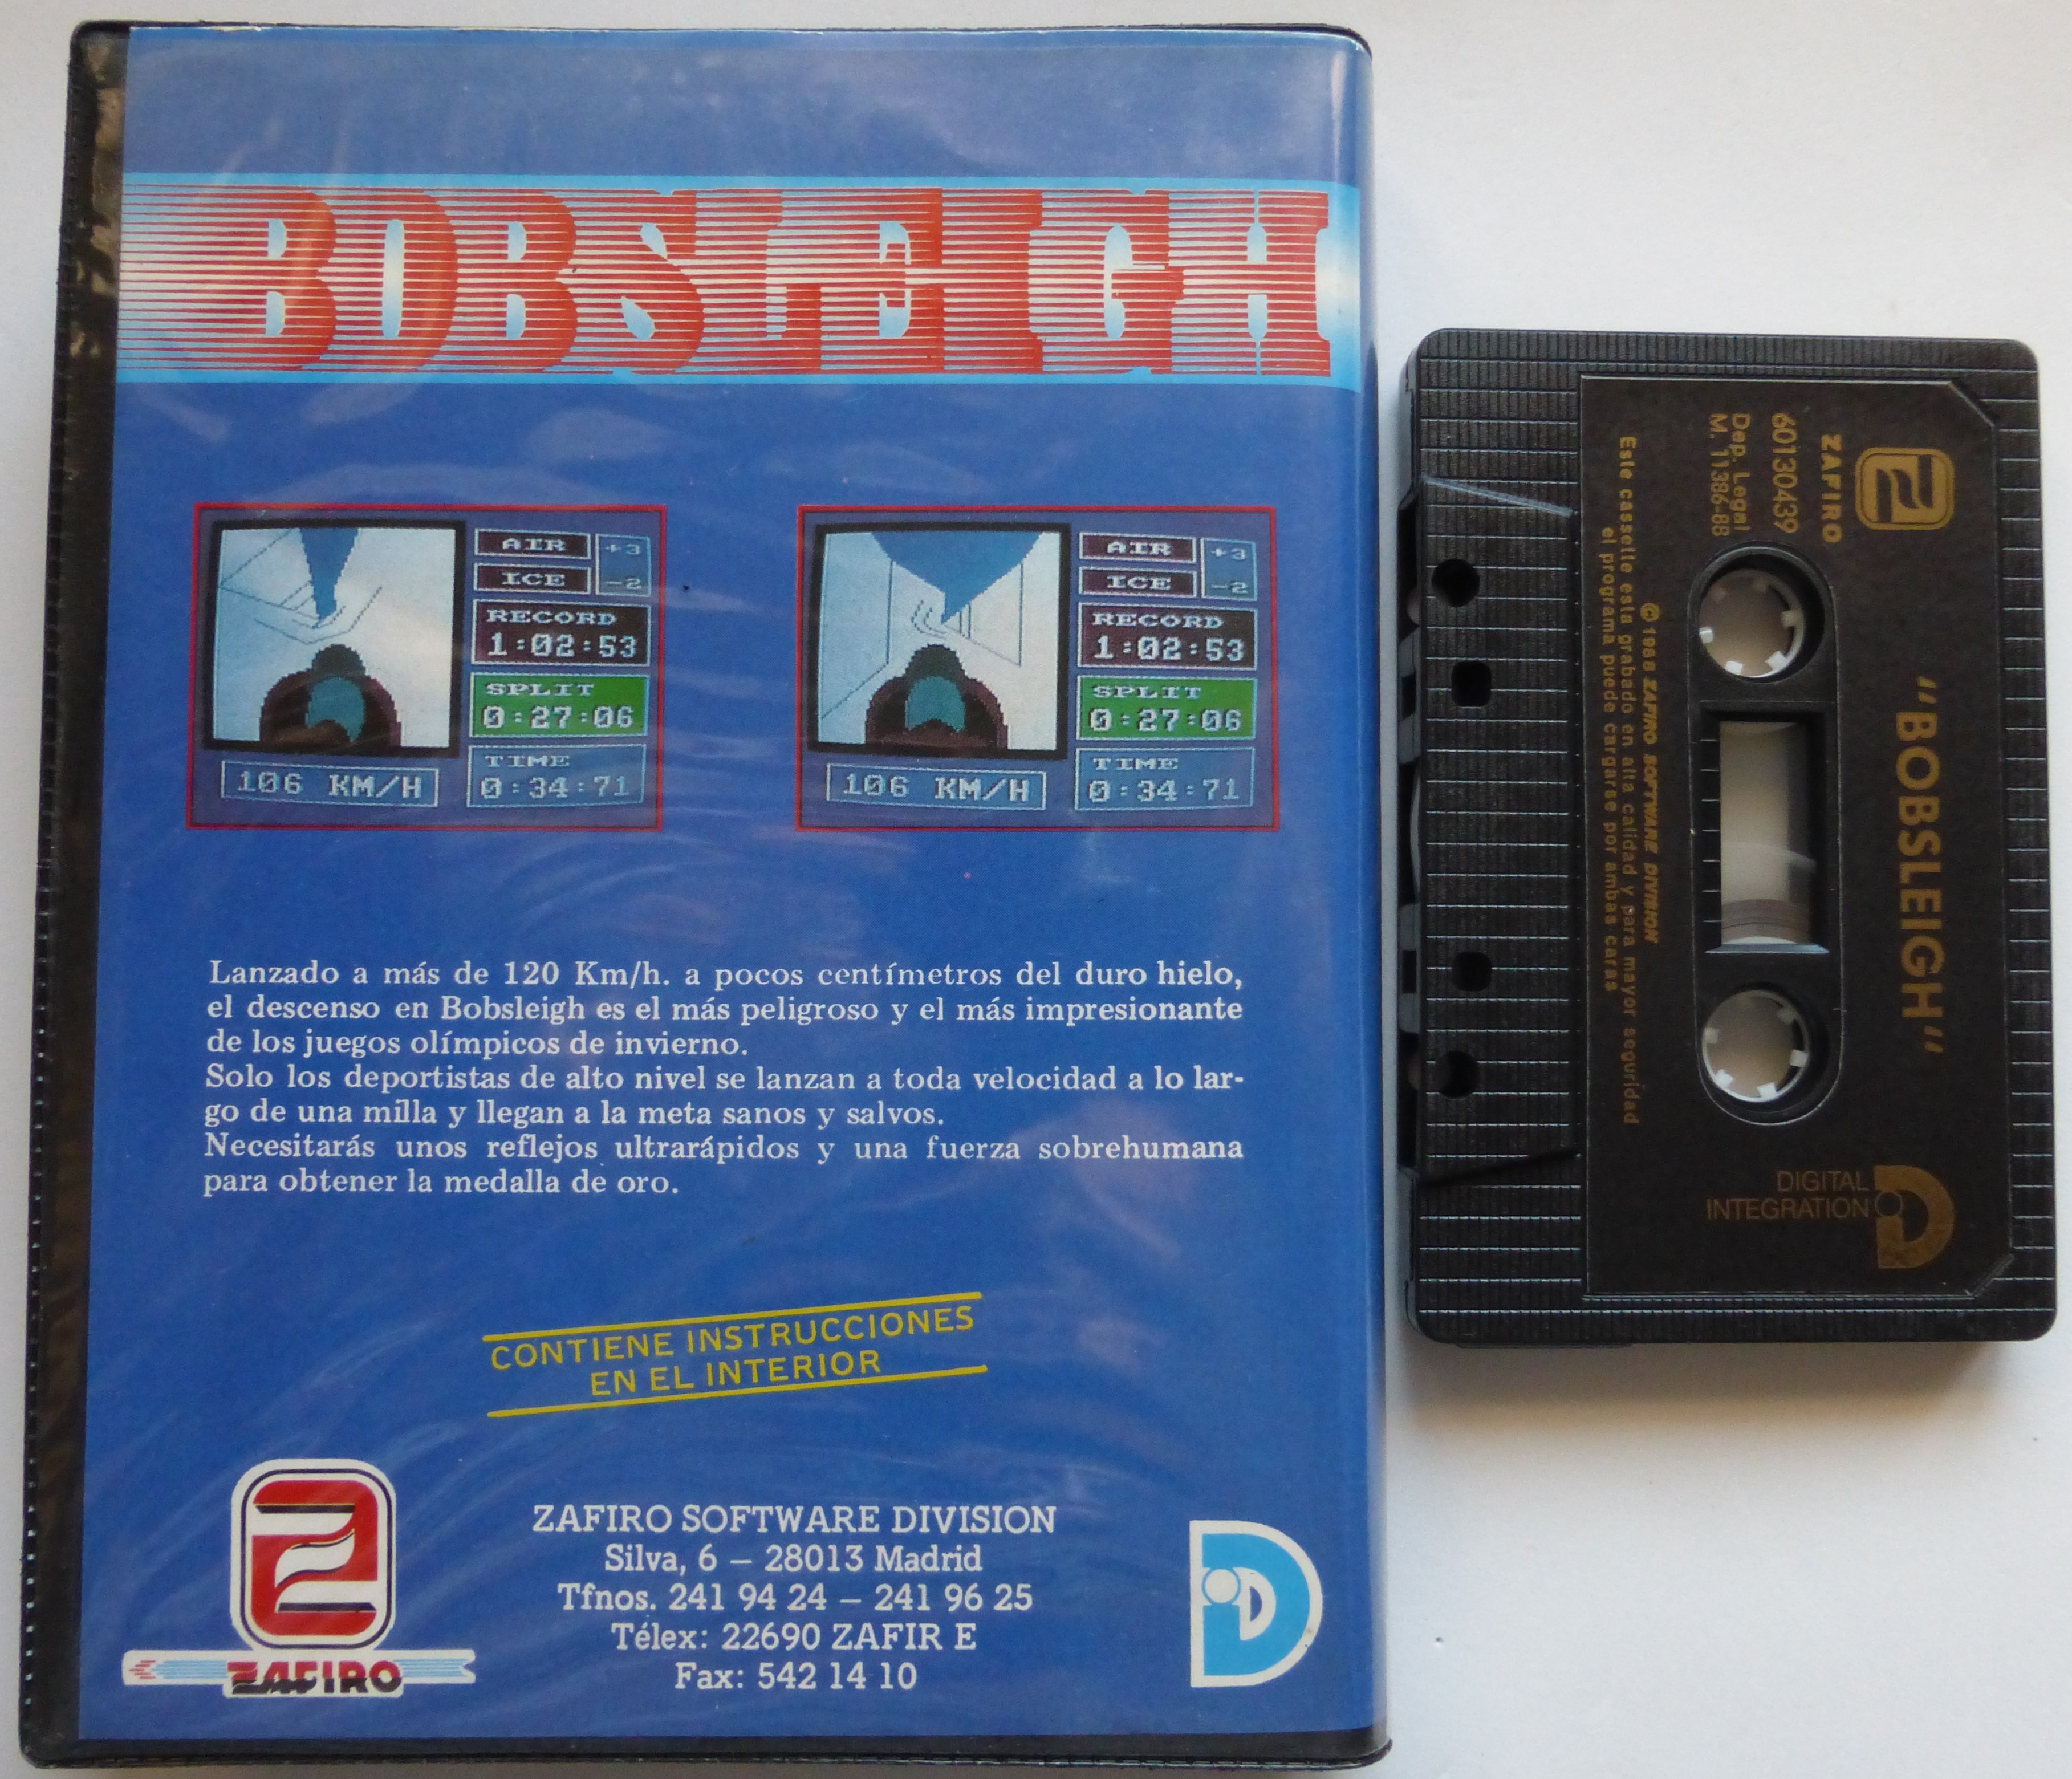 BOBSLEIGH
AIR +3
ICE -2
RECORD
1:02:53
SPLIT
0:27:06
TIME
0:34:71
106 KM/H
AIR +3
ICE -2
RECORD
1:02:53
SPLIT
0:27:06
TIME
0:34:71
106 KM/H
Lanzado a más de 120 Km/h. a pocos centímetros del duro hielo,
el descenso en Bobsleigh es el más peligroso y el más impresionante
de los juegos olímpicos de invierno.
Solo los deportistas de alto nivel se lanzan a toda velocidad a lo lar-
go de una milla y llegan a la meta sanos y salvos.
Necesitarás unos reflejos ultrarápidos y una fuerza sobrehumana
para obtener la medalla de oro.
CONTIENE INSTRUCCIONES
EN EL INTERIOR
ZAFIRO
ZAFIRO SOFTWARE DIVISION
Silva, 6 – 28013 Madrid
Tfnos. 241 94 24 – 241 96 25
Télex: 22690 ZAFIR E
Fax: 542 14 10
"BOBSLEIGH"
ZAFIRO
60130439
Dep. Legal
M. 11386-88
DIGITAL
INTEGRATION
© 1988 ZAFIRO SOFTWARE DIVISION
Este cassette esta grabado en alta calidad y para mayor seguridad
el programa puede cargarse por ambas caras